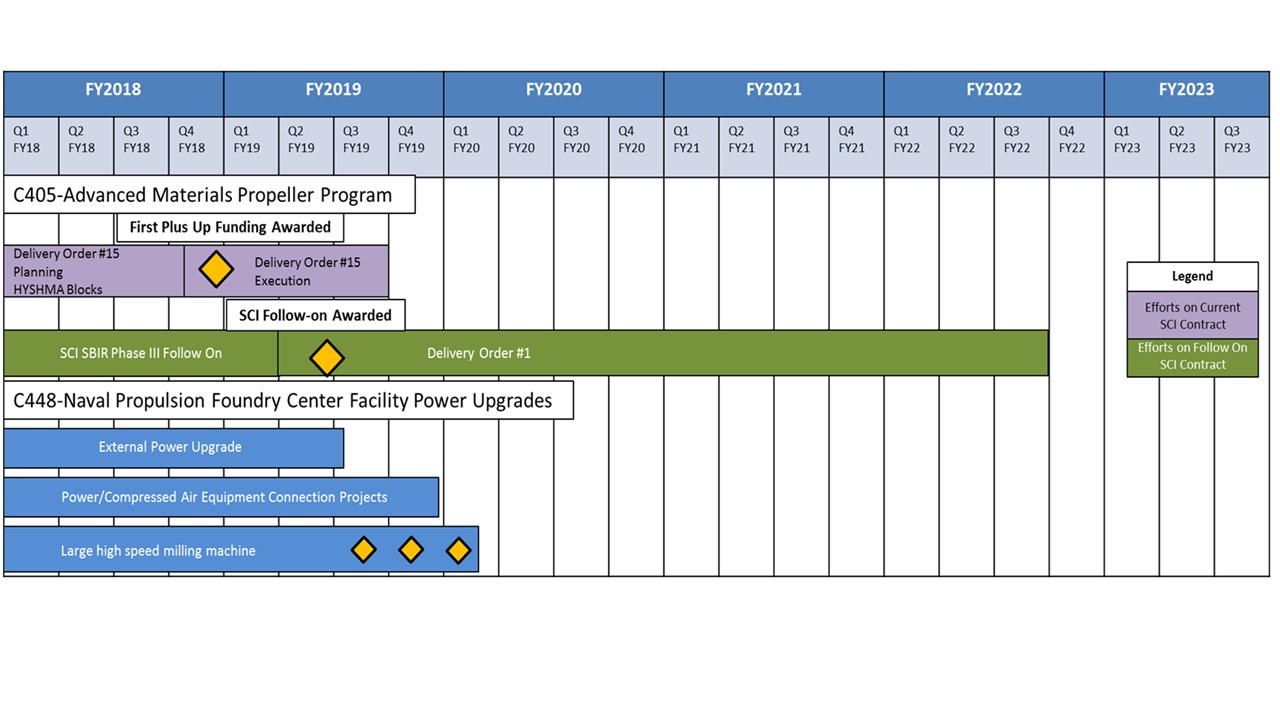 FY2018 FY2019 FY2020 FY2021 FY2022 FY2023
Q1 Q2 Q3 Q4 Q1 Q2 Q3 Q4 Q1 Q2 Q3 Q4 Q1 Q2 Q3 Q4 Q1 Q2 Q3 Q4 Q1 Q2 Q3
FY18 FY18 FY18 FY18 FY19 FY19 FY19 FY19 FY20 FY20 FY20 FY20 FY21 FY21 FY21 FY21 FY22 FY22 FY22 FY22 FY23 FY23 FY23
C405-Advanced Materials Propeller Program
First Plus Up Funding Awarded
Delivery Order #15
Planning
HYSHMA Blocks
Delivery Order #15
Execution
SCI Follow-on Awarded
SCI SBIR Phase III Follow On
Delivery Order #1
C448-Naval Propulsion Foundry Center Facility Power Upgrades
External Power Upgrade
Power/Compressed Air Equipment Connection Projects
Large high speed milling machine
Legend
Efforts on Current
SCI Contract
Efforts on Follow On
SCI Contract